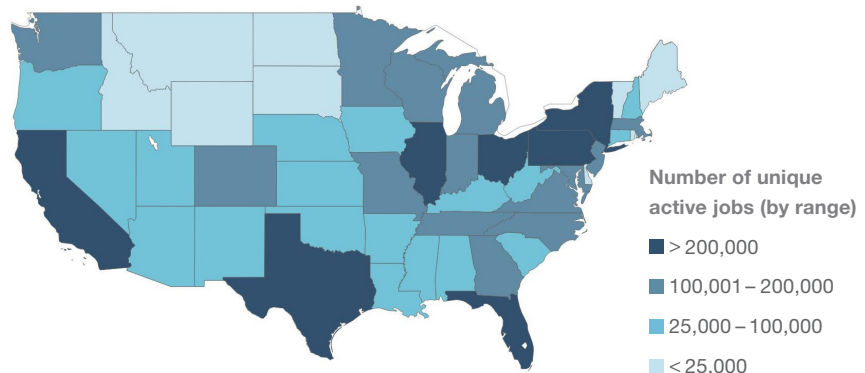 Number of unique
active jobs (by range)
> 200,000
100,001 – 200,000
25,000 – 100,000
< 25,000